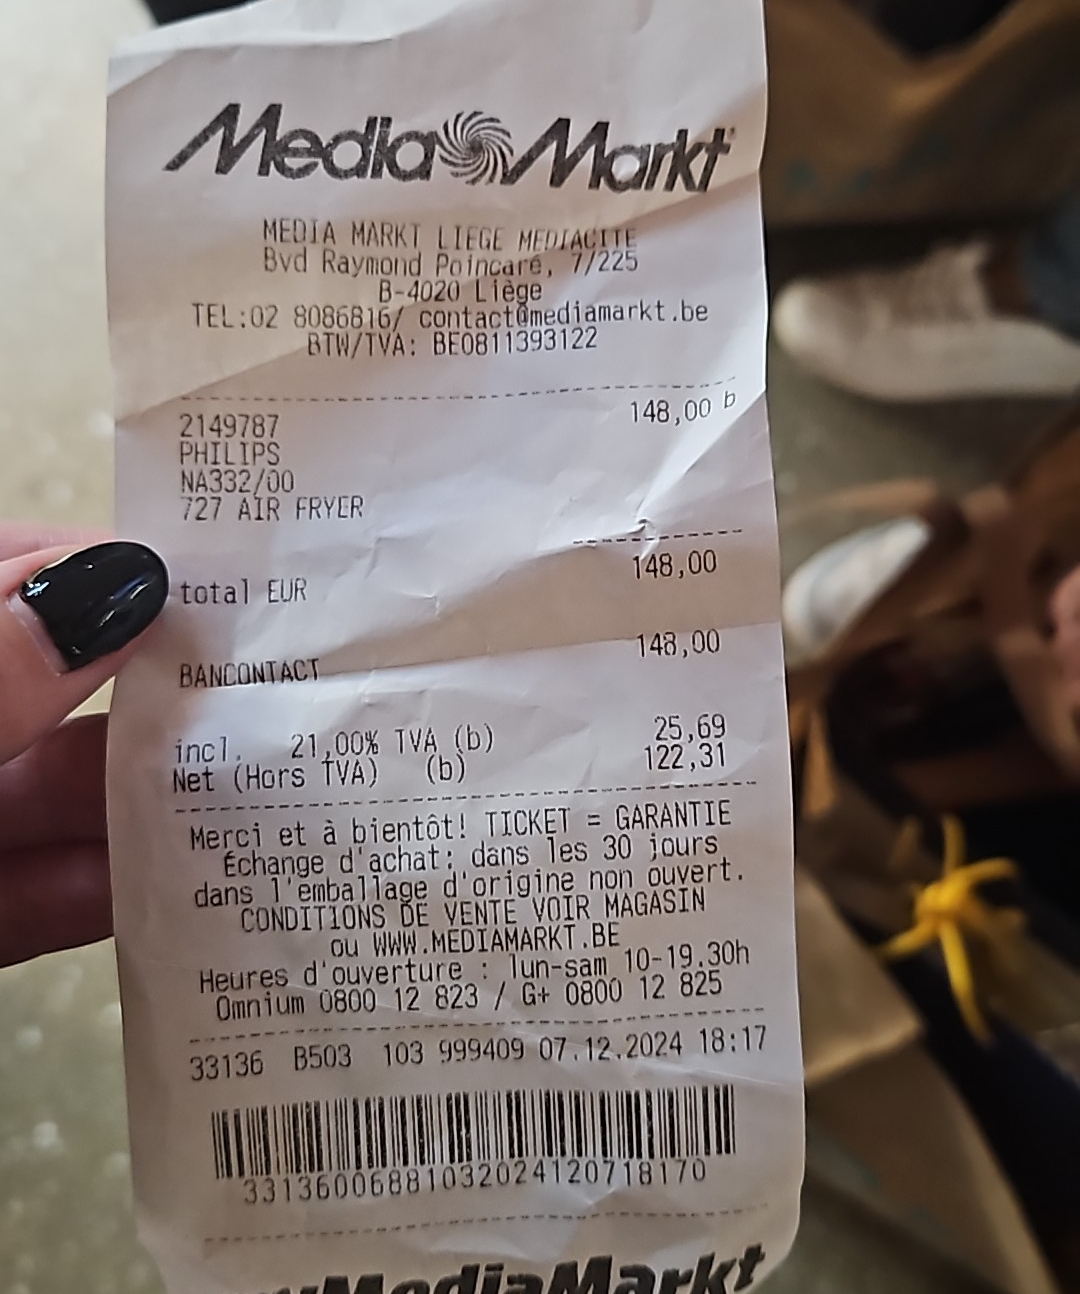 MediaMarkt
MEDIA MARKT LIEGE MEDIACITE
Bvd Raymond Poincaré, 7/225
B-4020 Liège
TEL:02 8086816/ contact@mediamarkt.be
BTW/TVA: BE0811393122
2149787 148,00 b
PHILIPS
NA332/00
727 AIR FRYER
total EUR 148,00
BANCONTACT 148,00
incl. 21,00% TVA (b) 25,69
Net (Hors TVA) (b) 122,31
Merci et à bientôt! TICKET = GARANTIE
Échange d'achat: dans les 30 jours
dans l'emballage d'origine non ouvert.
CONDITIONS DE VENTE VOIR MAGASIN
ou WWW.MEDIAMARKT.BE
Heures d'ouverture : lun-sam 10-19.30h
Omnium 0800 12 823 / G+ 0800 12 825
33136 B503 103 999409 07.12.2024 18:17
33136006881032024120718170
MediaMarkt